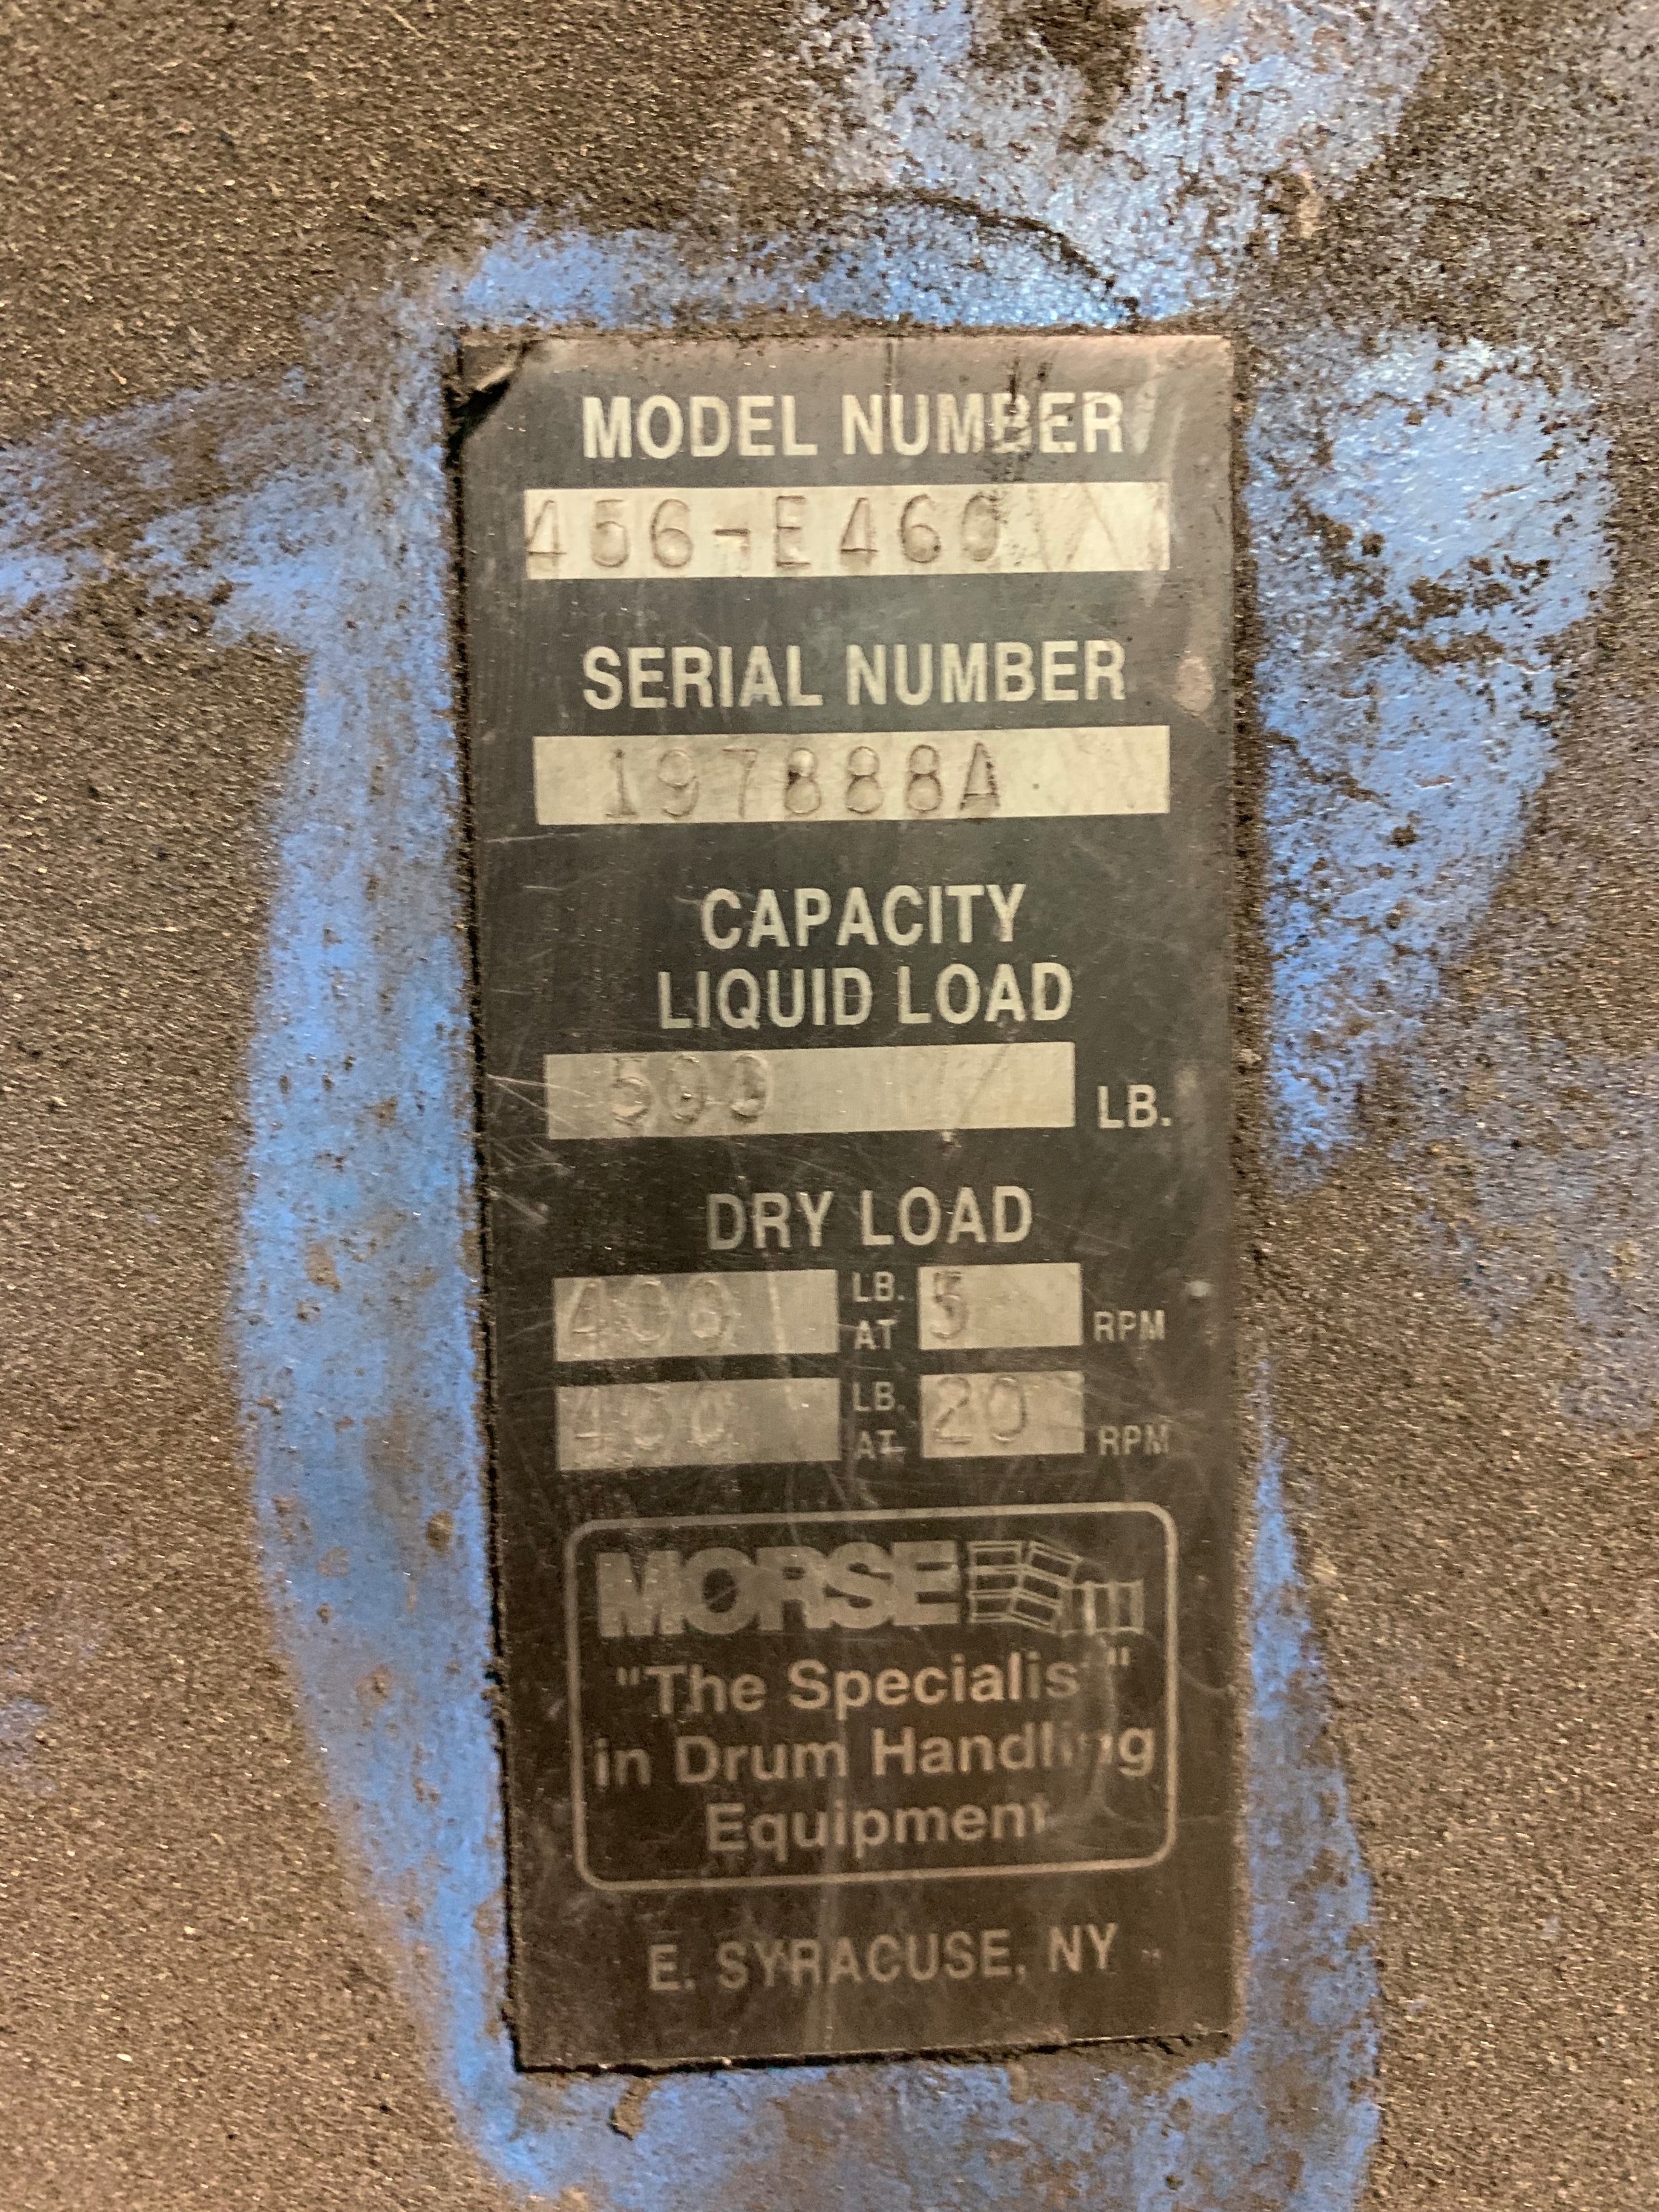 MODEL NUMBER
456-E460
SERIAL NUMBER
197888A
CAPACITY
LIQUID LOAD
500 LB.
DRY LOAD
400 LB. AT 5 RPM
400 LB. AT 20 RPM
MORSE
"The Specialist"
in Drum Handling
Equipment
E. SYRACUSE, NY